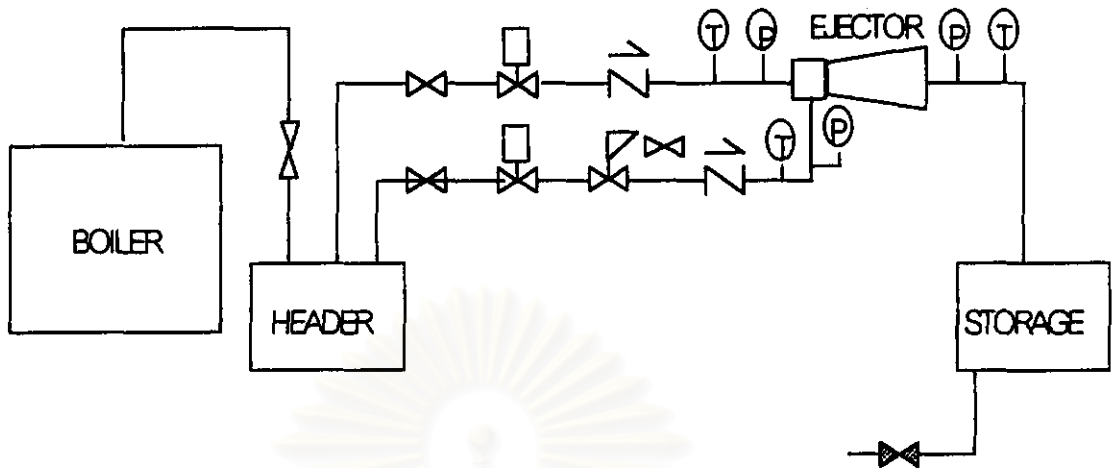 T P EJECTOR P T
T P
BOILER
HEADER
STORAGE